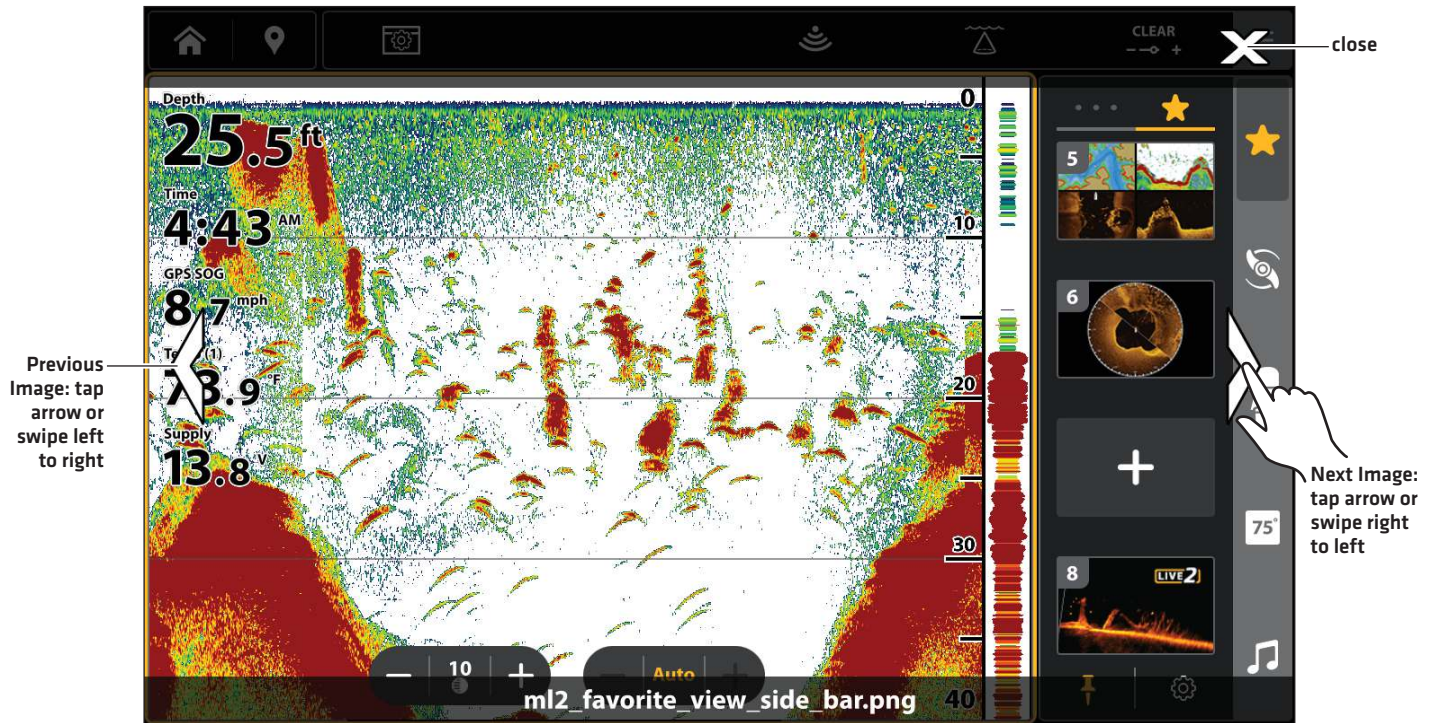 CLEAR
close
Depth
25.5 ft
0
Time
4:43 AM
10
GPS SOG
8.7 mph
5
6
Previous
Image: tap
arrow or
swipe left
to right
(1)
.9 °F
20
Supply
13.8 V
Next Image:
tap arrow or
swipe right
to left
75°
30
8
LIVE 2
10
Auto
ml2_favorite_view_side_bar.png
40